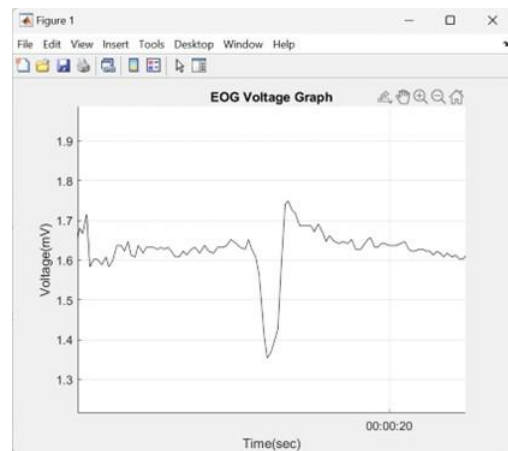 Figure 1
File Edit View Insert Tools Desktop Window Help
EOG Voltage Graph
1.9
1.8
1.7
1.6
1.5
1.4
1.3
Voltage(mV)
00:00:20
Time(sec)